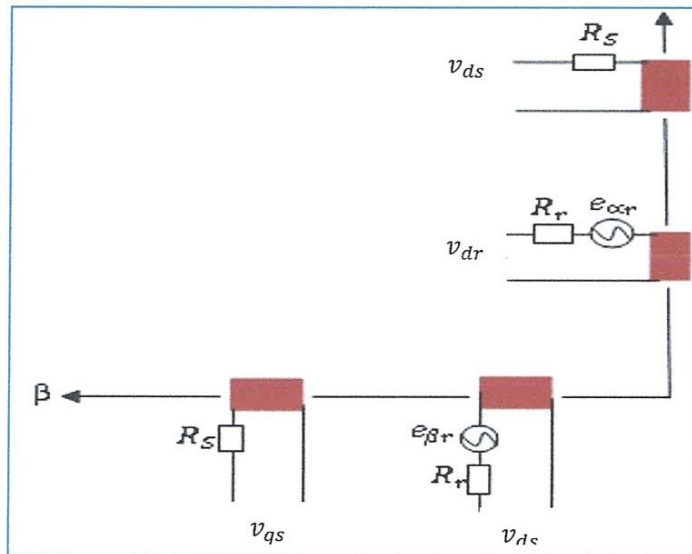 R_S
v_ds
R_r e_αr
v_dr
β
R_S
e_βr
R_r
v_qs
v_ds